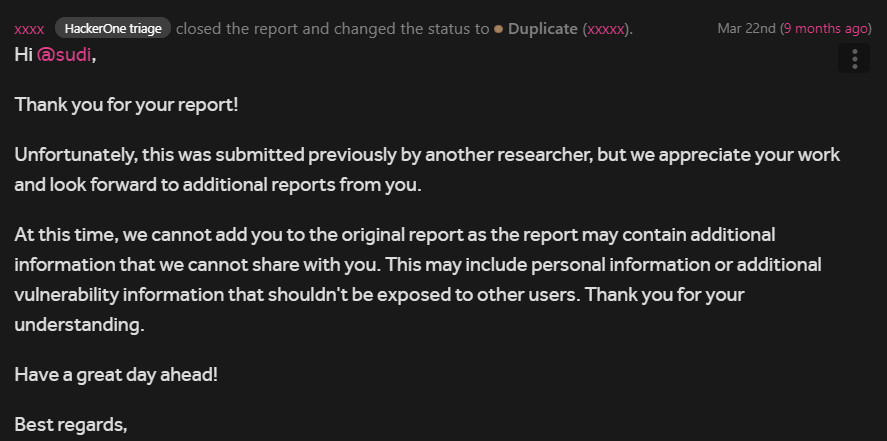 xxxx HackerOne triage closed the report and changed the status to Duplicate (xxxxx). Mar 22nd (9 months ago)
Hi @sudi,
Thank you for your report!
Unfortunately, this was submitted previously by another researcher, but we appreciate your work
and look forward to additional reports from you.
At this time, we cannot add you to the original report as the report may contain additional
information that we cannot share with you. This may include personal information or additional
vulnerability information that shouldn't be exposed to other users. Thank you for your
understanding.
Have a great day ahead!
Best regards,